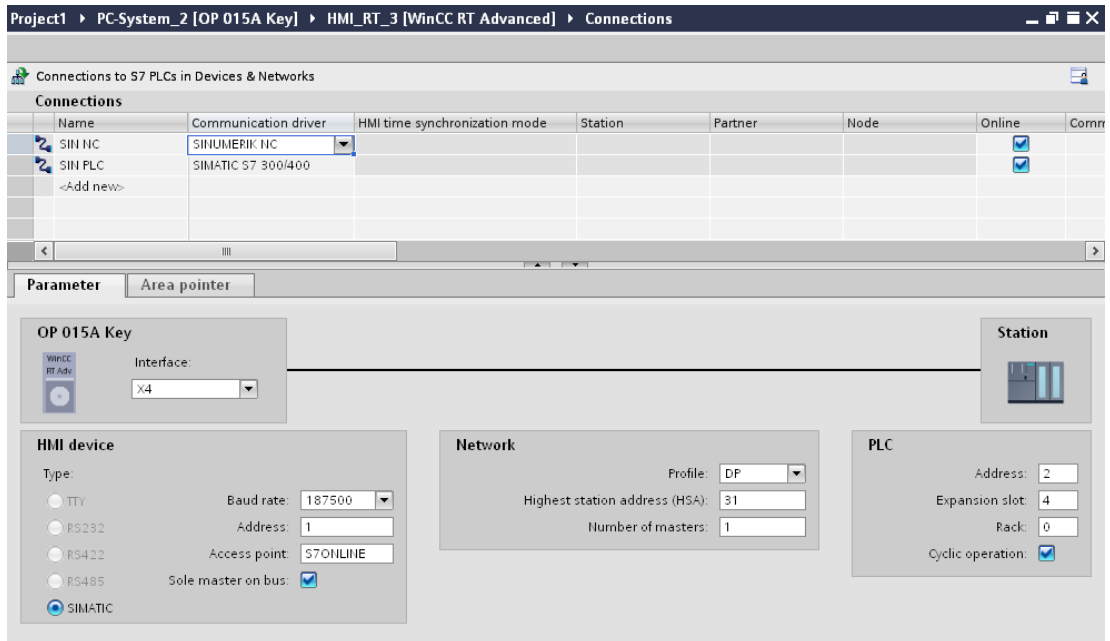 Project1 ▸ PC-System_2 [OP 015A Key] ▸ HMI_RT_3 [WinCC RT Advanced] ▸ Connections
Connections to S7 PLCs in Devices & Networks
Connections
Name Communication driver HMI time synchronization mode Station Partner Node Online Comm
SIN NC SINUMERIK NC
SIN PLC SIMATIC S7 300/400
<Add new>
Parameter Area pointer
OP 015A Key Station
WinCC
RT Adv
Interface:
X4
HMI device
Type:
TTY
RS232
RS422
RS485
SIMATIC
Baud rate: 187500
Address: 1
Access point: S7ONLINE
Sole master on bus:
Network
Profile: DP
Highest station address (HSA): 31
Number of masters: 1
PLC
Address: 2
Expansion slot: 4
Rack: 0
Cyclic operation: